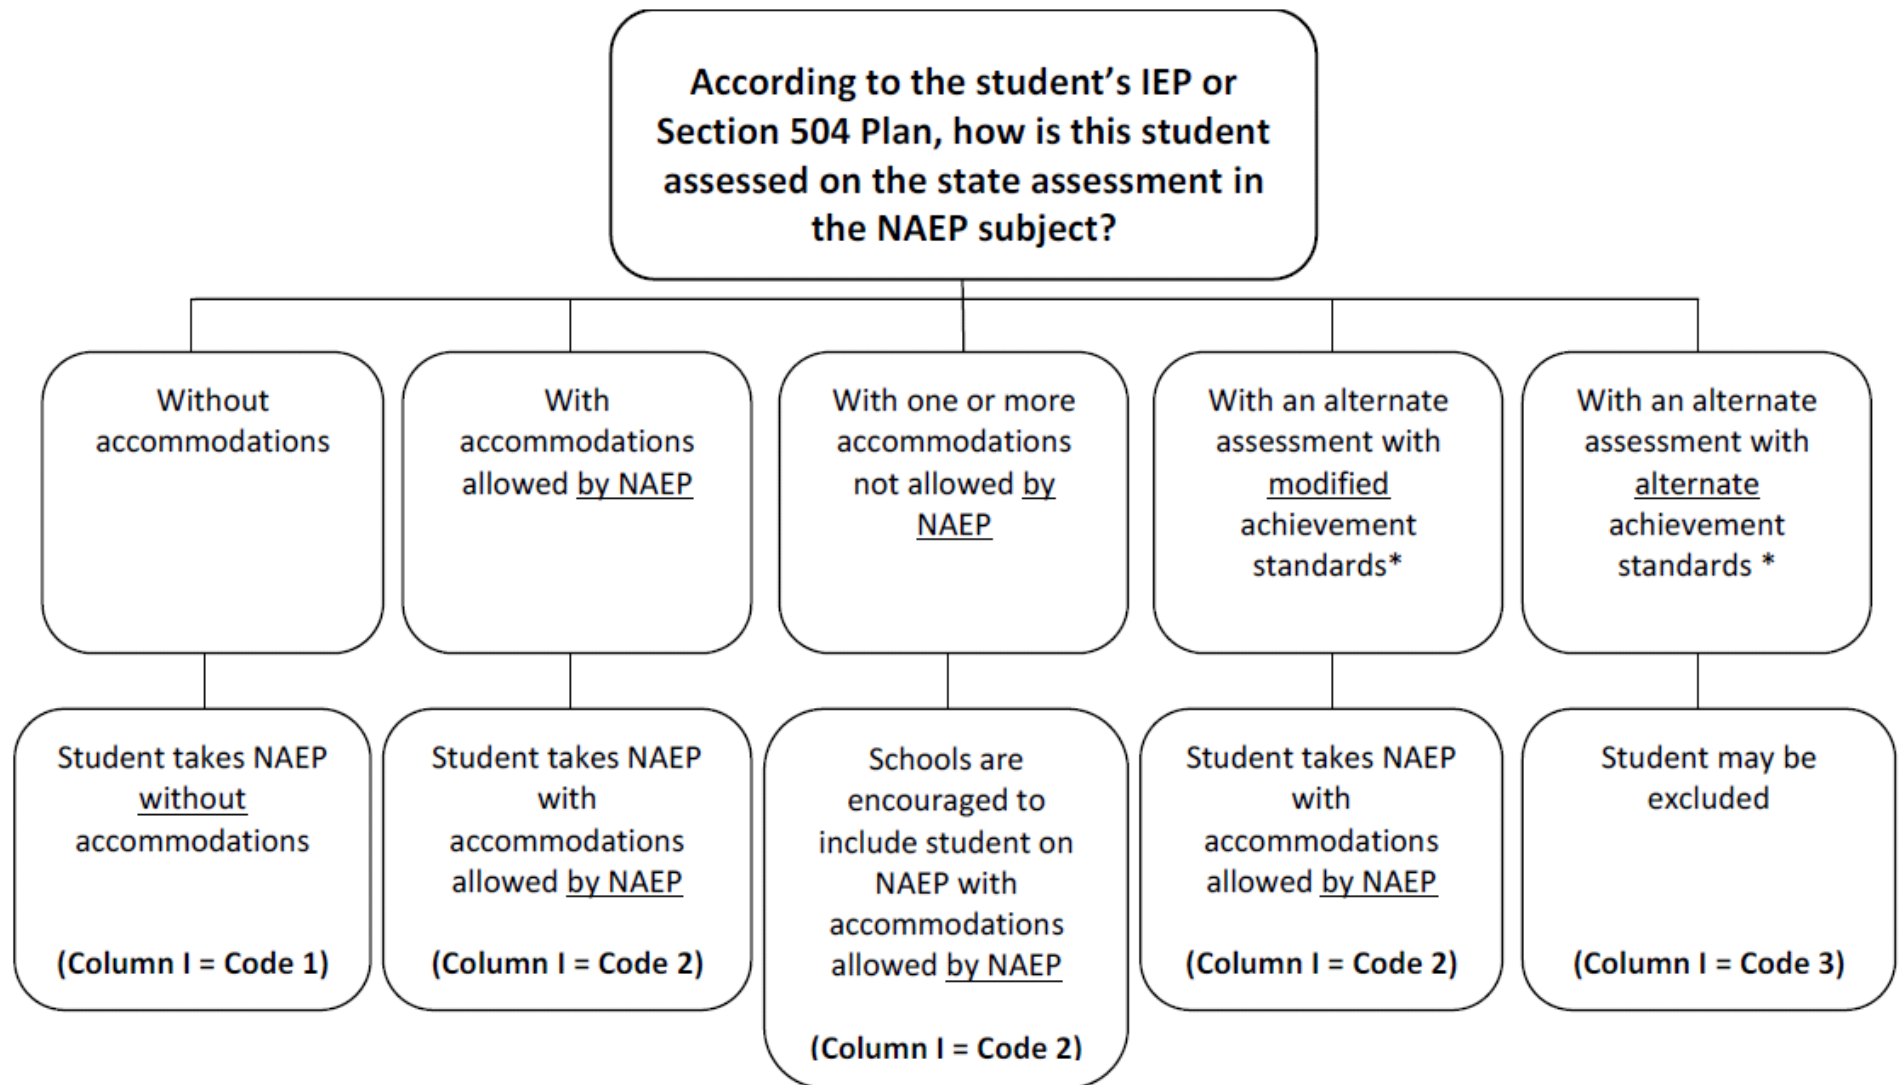 According to the student’s IEP or
Section 504 Plan, how is this student
assessed on the state assessment in
the NAEP subject?
Without
accommodations
With
accommodations
allowed by NAEP
With one or more
accommodations
not allowed by
NAEP
With an alternate
assessment with
modified
achievement
standards*
With an alternate
assessment with
alternate
achievement
standards *
Student takes NAEP
without
accommodations
(Column I = Code 1)
Student takes NAEP
with
accommodations
allowed by NAEP
(Column I = Code 2)
Schools are
encouraged to
include student on
NAEP with
accommodations
allowed by NAEP
(Column I = Code 2)
Student takes NAEP
with
accommodations
allowed by NAEP
(Column I = Code 2)
Student may be
excluded
(Column I = Code 3)